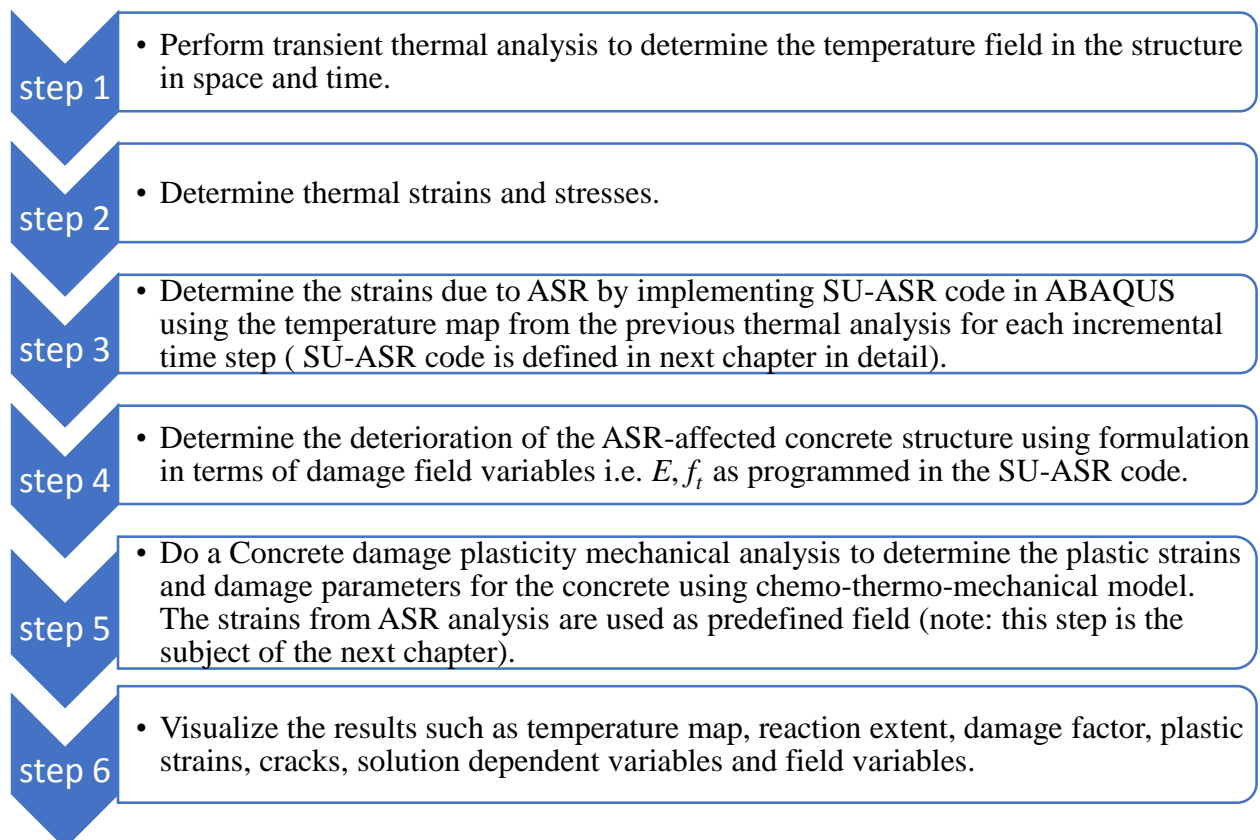 step 1
• Perform transient thermal analysis to determine the temperature field in the structure
in space and time.
step 2
• Determine thermal strains and stresses.
step 3
• Determine the strains due to ASR by implementing SU-ASR code in ABAQUS
using the temperature map from the previous thermal analysis for each incremental
time step ( SU-ASR code is defined in next chapter in detail).
step 4
• Determine the deterioration of the ASR-affected concrete structure using formulation
in terms of damage field variables i.e. E, fₜ as programmed in the SU-ASR code.
step 5
• Do a Concrete damage plasticity mechanical analysis to determine the plastic strains
and damage parameters for the concrete using chemo-thermo-mechanical model.
The strains from ASR analysis are used as predefined field (note: this step is the
subject of the next chapter).
step 6
• Visualize the results such as temperature map, reaction extent, damage factor, plastic
strains, cracks, solution dependent variables and field variables.